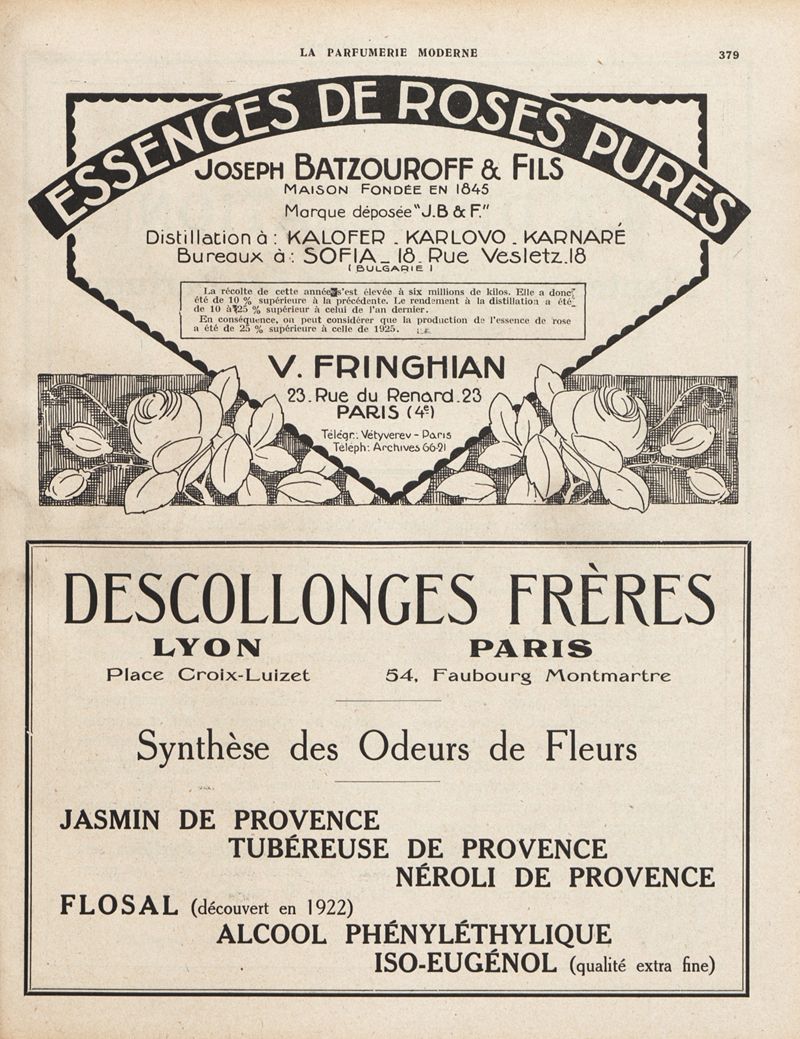 LA PARFUMERIE MODERNE
379
ESSENCES DE ROSES PURES
JOSEPH BATZOUROFF & FILS
MAISON FONDÉE EN 1845
Marque déposée "J.B & F."
Distillation à : KALOFER - KARLOVO - KARNARÉ
Bureaux à : SOFIA - 18, Rue Vesletz.18
(BULGARIE)
La récolte de cette année s'est élevée à six millions de kilos. Elle a donc
été de 10 % supérieure à la précédente. Le rendement à la distillation a été
de 10 à 25 % supérieur à celui de l'an dernier.
En conséquence, on peut considérer que la production de l'essence de rose
a été de 25 % supérieure à celle de 1925.
V. FRINGHIAN
23. Rue du Renard. 23
PARIS (4e)
Télégr.: Vétyverev - Paris
Téléph: Archives 66-21
DESCOLLONGES FRÈRES
LYON PARIS
Place Croix-Luizet 54, Faubourg Montmartre
Synthèse des Odeurs de Fleurs
JASMIN DE PROVENCE
TUBÉREUSE DE PROVENCE
NÉROLI DE PROVENCE
FLOSAL (découvert en 1922)
ALCOOL PHÉNYLÉTHYLIQUE
ISO-EUGÉNOL (qualité extra fine)